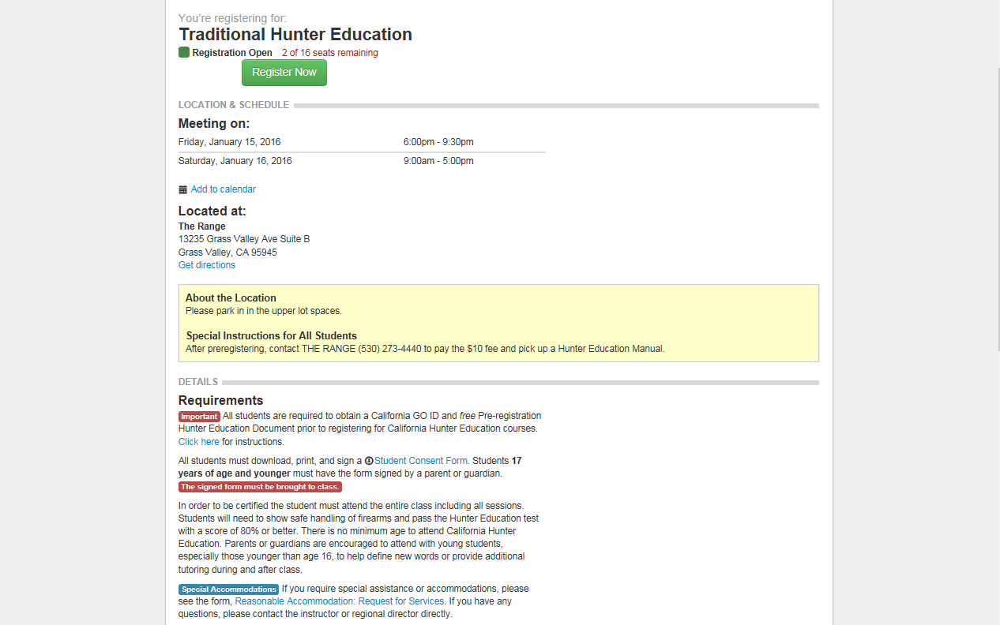 You're registering for:
Traditional Hunter Education
Registration Open 2 of 16 seats remaining
Register Now
LOCATION & SCHEDULE
Meeting on:
Friday, January 15, 2016 6:00pm - 9:30pm
Saturday, January 16, 2016 9:00am - 5:00pm
Add to calendar
Located at:
The Range
13235 Grass Valley Ave Suite B
Grass Valley, CA 95945
Get directions
About the Location
Please park in in the upper lot spaces.
Special Instructions for All Students
After preregistering, contact THE RANGE (530) 273-4440 to pay the $10 fee and pick up a Hunter Education Manual.
DETAILS
Requirements
Important All students are required to obtain a California GO ID and free Pre-registration
Hunter Education Document prior to registering for California Hunter Education courses.
Click here for instructions.
All students must download, print, and sign a Student Consent Form. Students 17
years of age and younger must have the form signed by a parent or guardian.
The signed form must be brought to class.
In order to be certified the student must attend the entire class including all sessions.
Students will need to show safe handling of firearms and pass the Hunter Education test
with a score of 80% or better. There is no minimum age to attend California Hunter
Education. Parents or guardians are encouraged to attend with young students,
especially those younger than age 16, to help define new words or provide additional
tutoring during and after class.
Special Accommodations If you require special assistance or accommodations, please
see the form, Reasonable Accommodation: Request for Services. If you have any
questions, please contact the instructor or regional director directly.